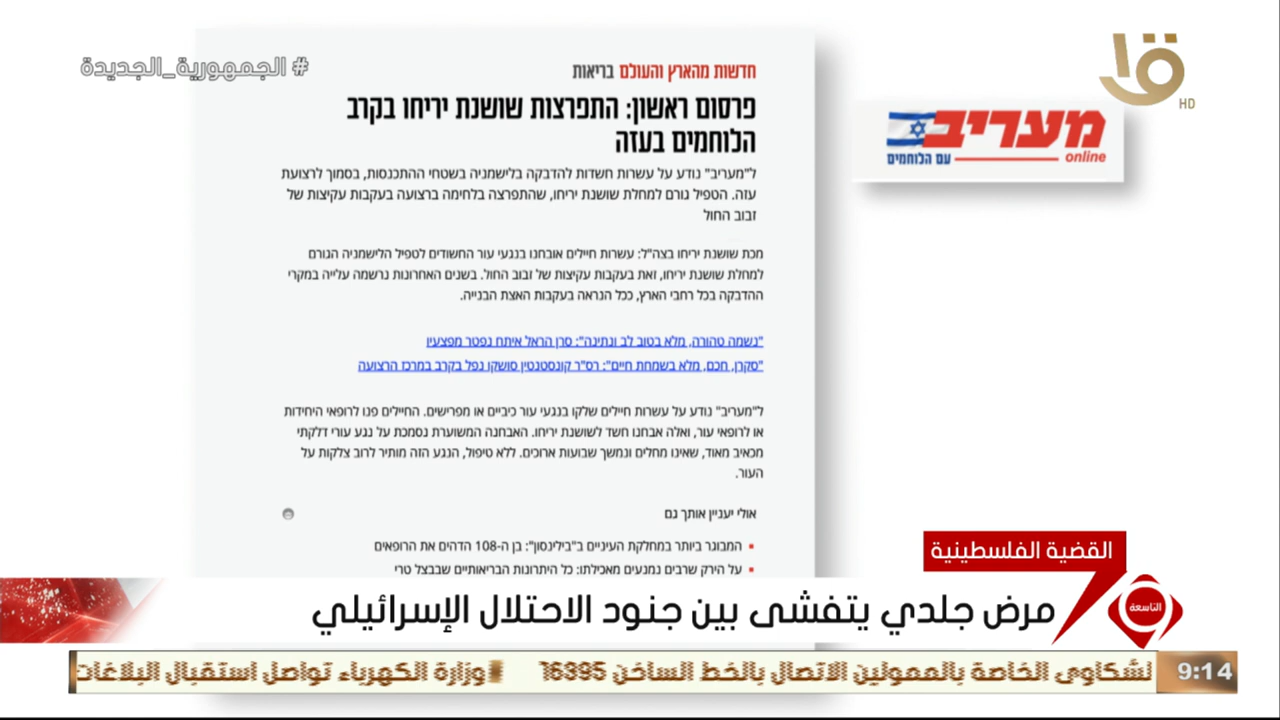 # الجمهورية_الجديدة
HD
חדשות מהארץ והעולם בריאות
פרסום ראשון: התפרצות שושנת יריחו בקרב
הלוחמים בעזה
מעריב
online
עם הלוחמים
ל"מעריב" נודע על עשרות חשדות להדבקה בלישמניה בשטחי ההתכנסות, בסמוך לרצועת
עזה. הטפיל גורם למחלת שושנת יריחו, שהתפרצה בלחימה ברצועה בעקבות עקיצות של
זבוב החול
מכת שושנת יריחו בצה"ל: עשרות חיילים אובחנו בנגעי עור החשודים לטפיל הלישמניה הגורם
למחלת שושנת יריחו, זאת בעקבות עקיצות של זבוב החול. בשנים האחרונות נרשמה עלייה במקרי
ההדבקה בכל רחבי הארץ, ככל הנראה בעקבות האצת הבנייה.
"נשמה טהורה, מלא בטוב לב ונתינה": סרן הראל איתח נפטר מפצעיו
"סקרן, חכם, מלא בשמחת חיים": רס"ר קונסטנטין סושקו נפל בקרב במרכז הרצועה
ל"מעריב" נודע על עשרות חיילים שלקו בנגעי עור כיביים או מפרישים. החיילים פנו לרופאי היחידות
או לרופאי עור, ואלה אבחנו חשד לשושנת יריחו. האבחנה המשוערת נסמכת על נגע עורי דלקתי
מכאיב מאוד, שאינו מחלים ונמשך שבועות ארוכים. ללא טיפול, הנגע הזה מותיר לרוב צלקות על
העור.
אולי יעניין אותך גם
המבוגר ביותר במחלקת העיניים ב"בילינסון": בן ה-108 הדהים את הרופאים
על הירק שרבים נמנעים מאכילתו: כל היתרונות הבריאותיים שבבצל טרי
القضية الفلسطينية
التاسعة
مرض جلدي يتفشى بين جنود الاحتلال الإسرائيلي
9:14
لشكاوى الخاصة بالممولين الاتصال بالخط الساخن 16395 وزارة الكهرباء تواصل استقبال البلاغات